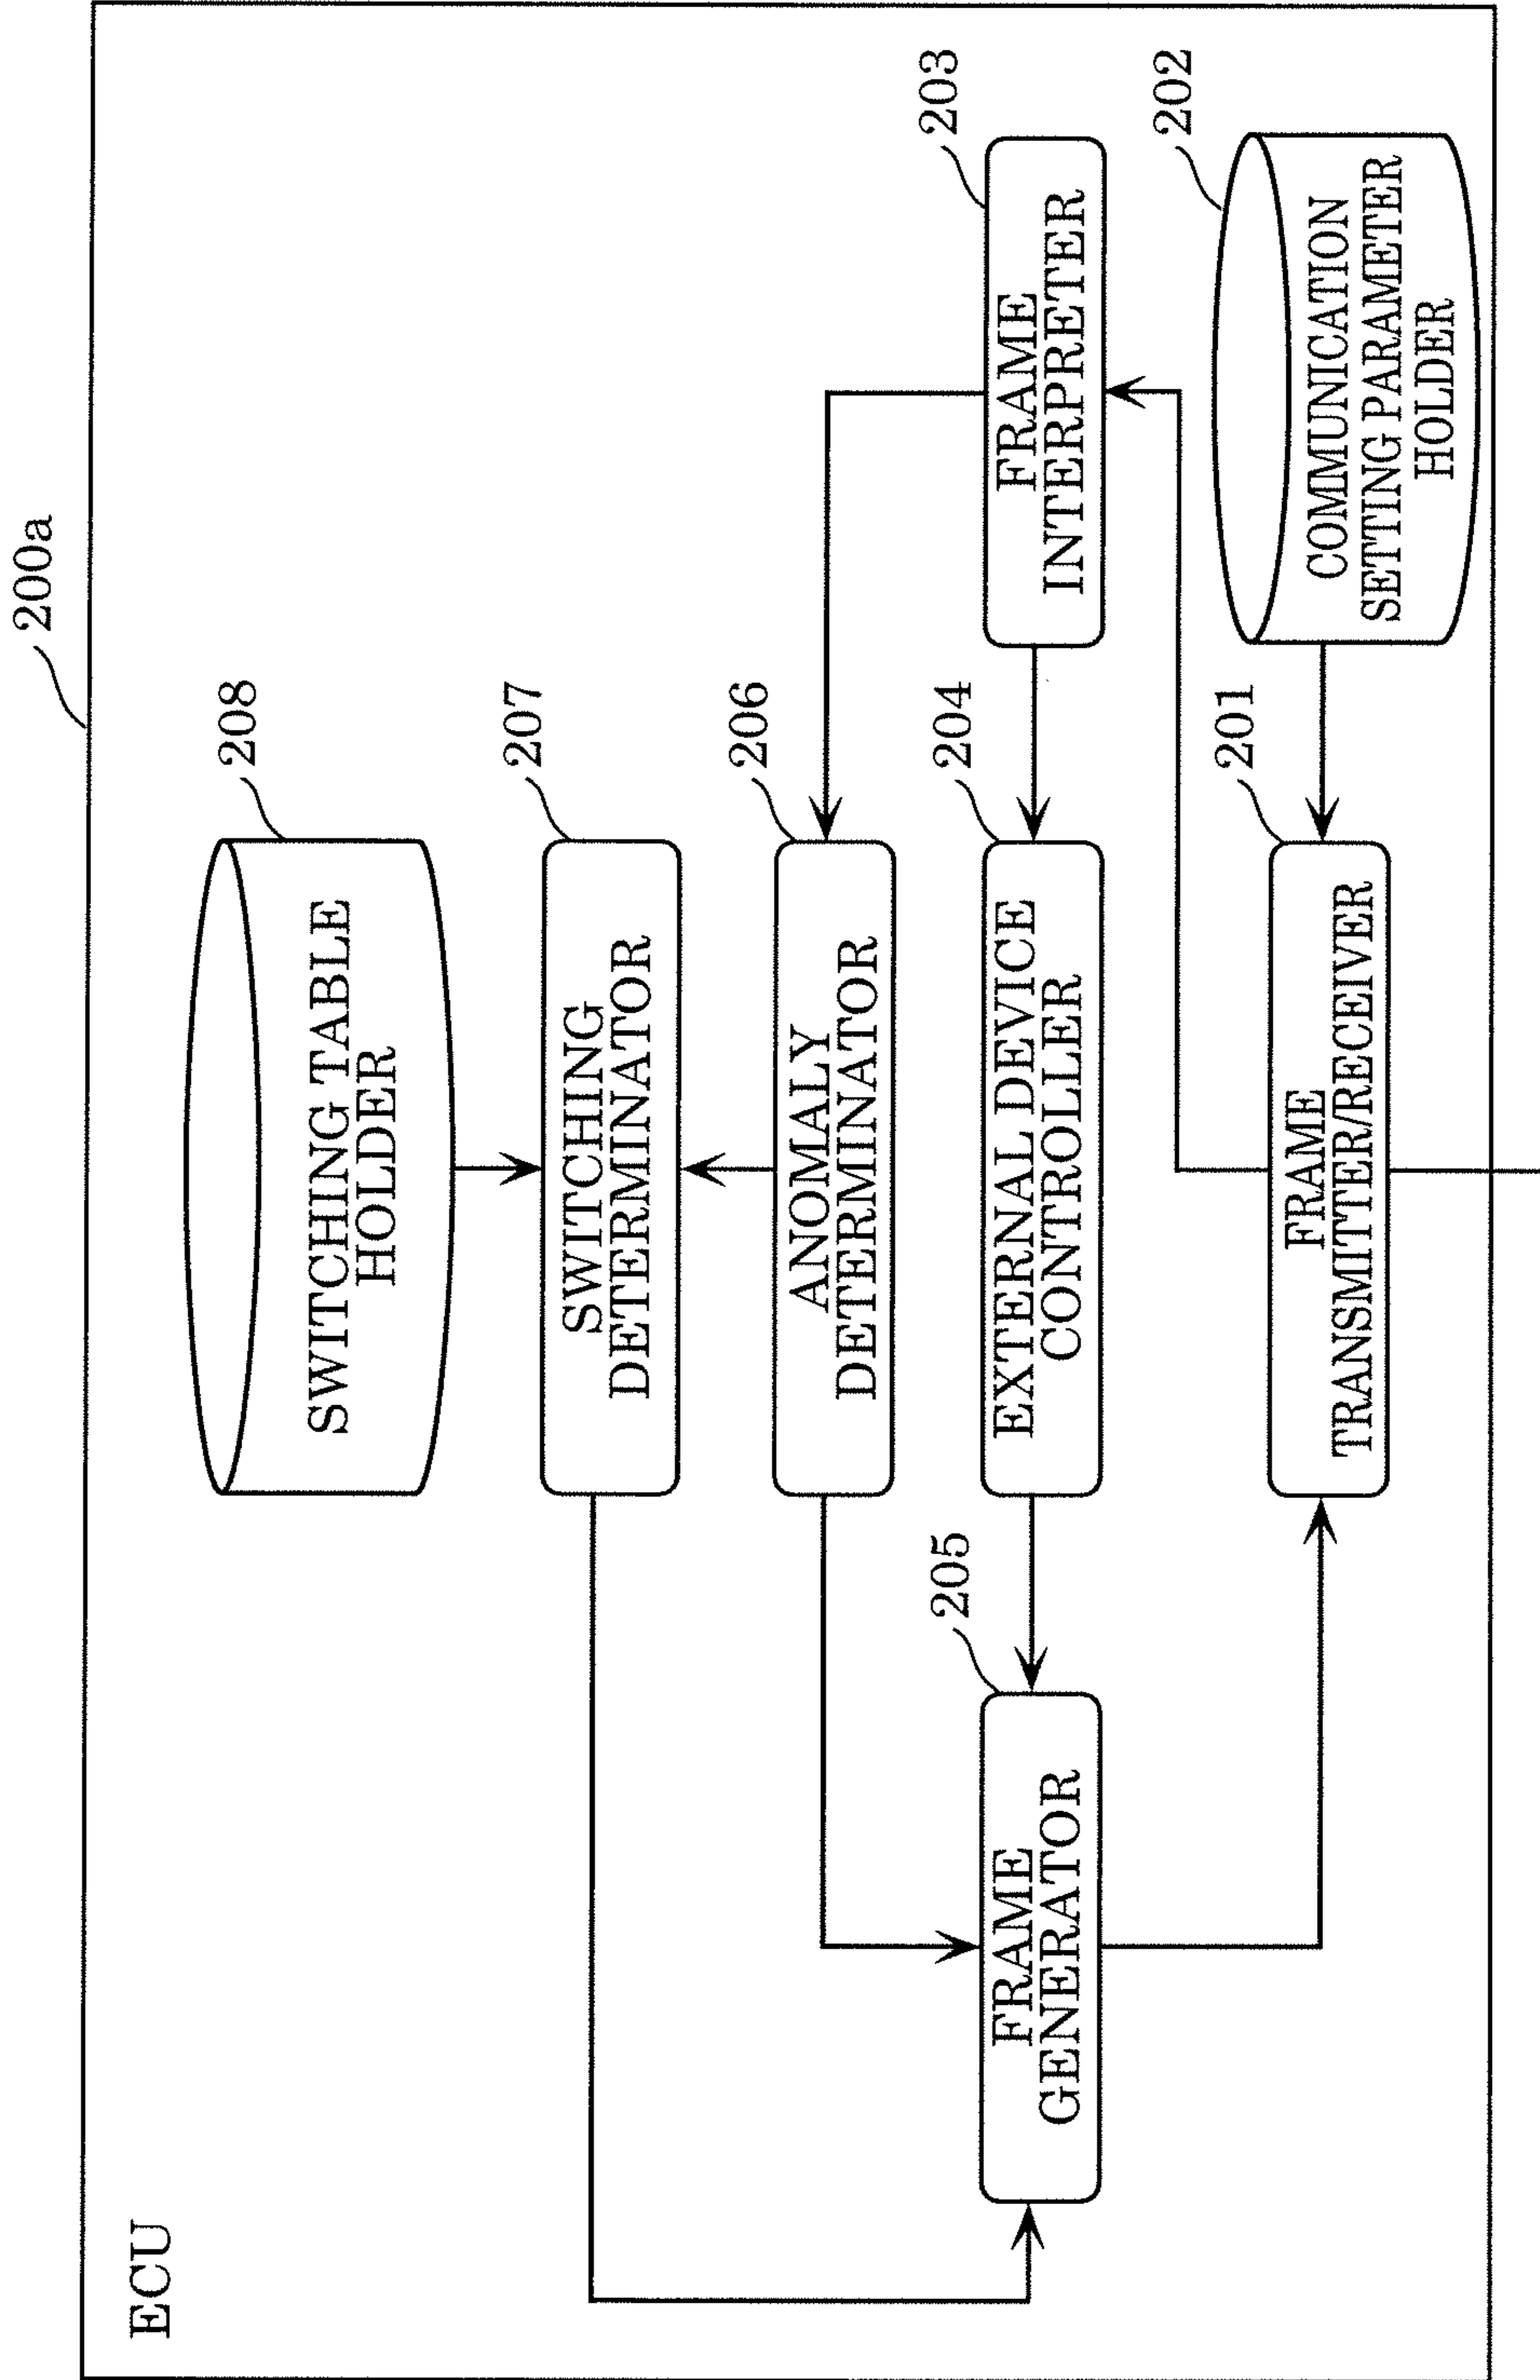 200a
ECU
208
SWITCHING TABLE
HOLDER
207
SWITCHING
DETERMINATOR
206
ANOMALY
DETERMINATOR
205
FRAME
GENERATOR
204
EXTERNAL DEVICE
CONTROLLER
203
FRAME
INTERPRETER
201
FRAME
TRANSMITTER/RECEIVER
202
COMMUNICATION
SETTING PARAMETER
HOLDER